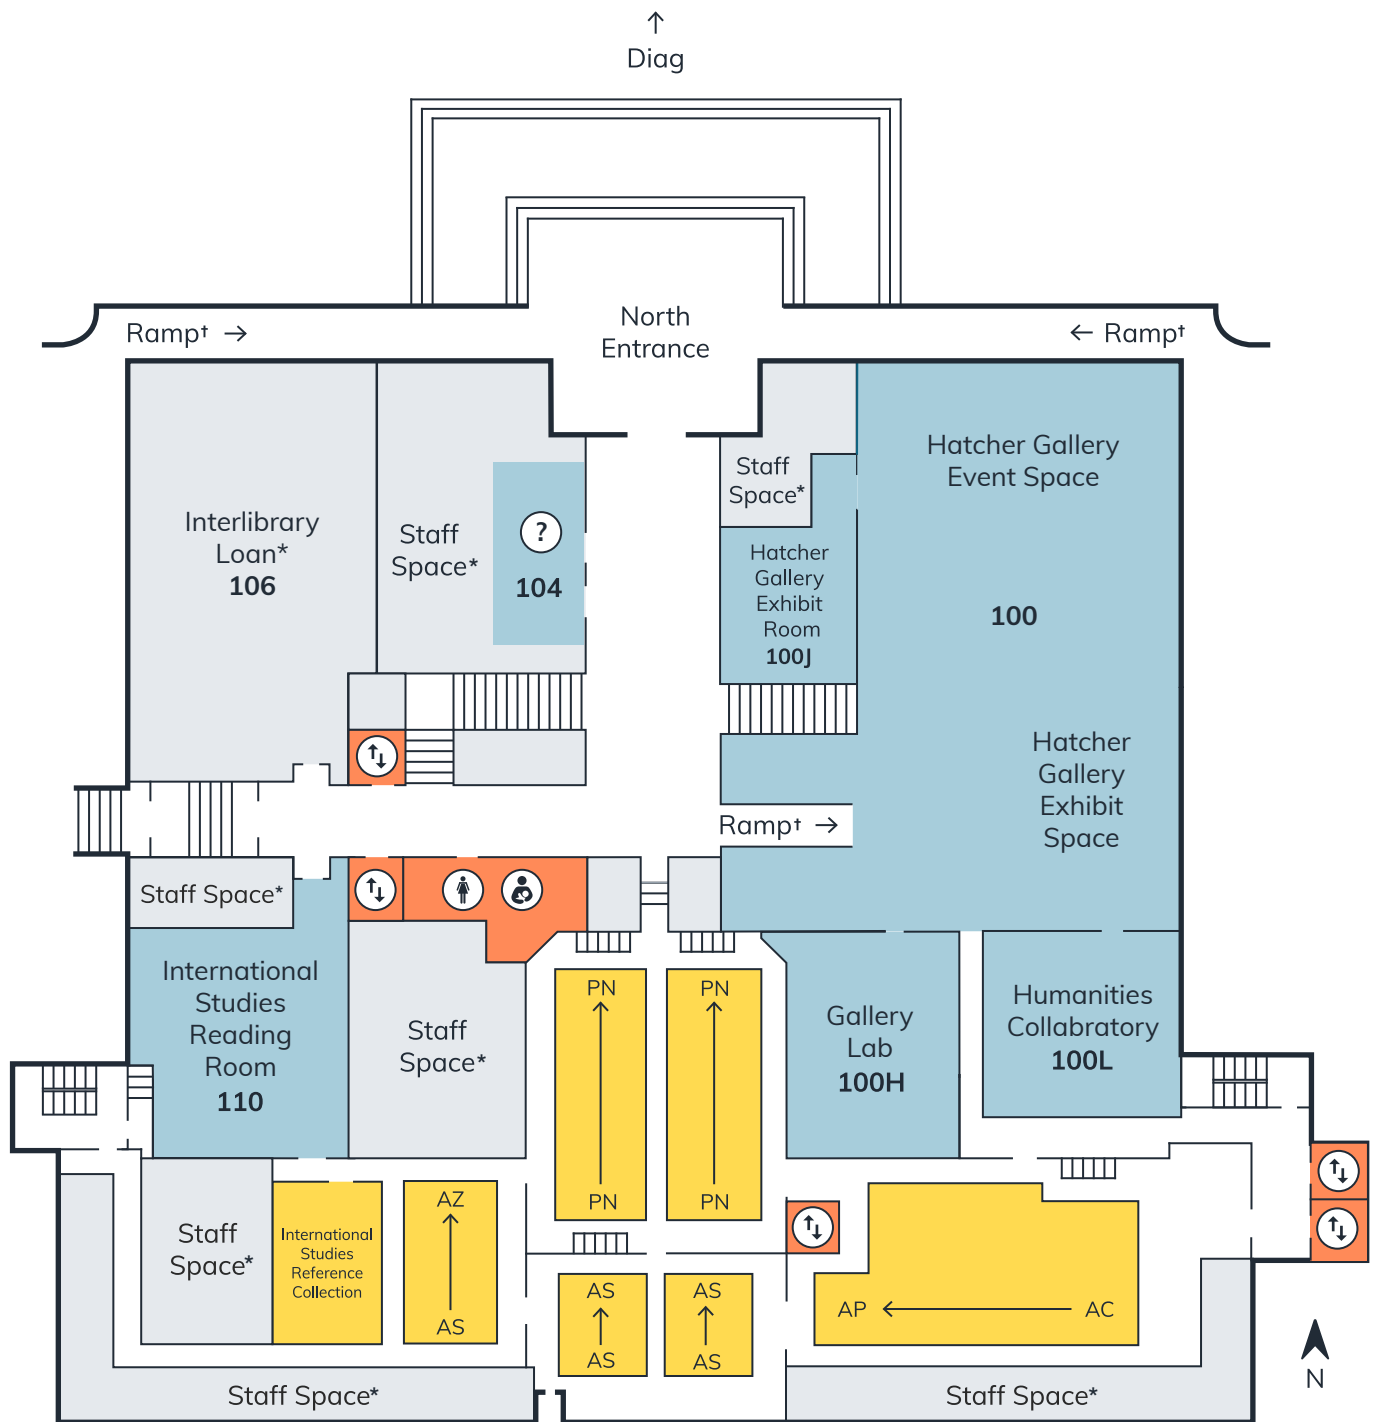 Diag
North
Entrance
Ramp† →
← Ramp†
Interlibrary
Loan*
106
Staff
Space*
?
104
Staff
Space*
Hatcher
Gallery
Exhibit
Room
100J
Hatcher Gallery
Event Space
100
Hatcher
Gallery
Exhibit
Space
Ramp† →
Staff Space*
International
Studies
Reading
Room
110
Staff
Space*
PN
PN
PN
PN
Gallery
Lab
100H
Humanities
Collabratory
100L
Staff
Space*
International
Studies
Reference
Collection
AZ
AS
AS
AS
AS
AS
AP
AC
Staff Space*
Staff Space*
N